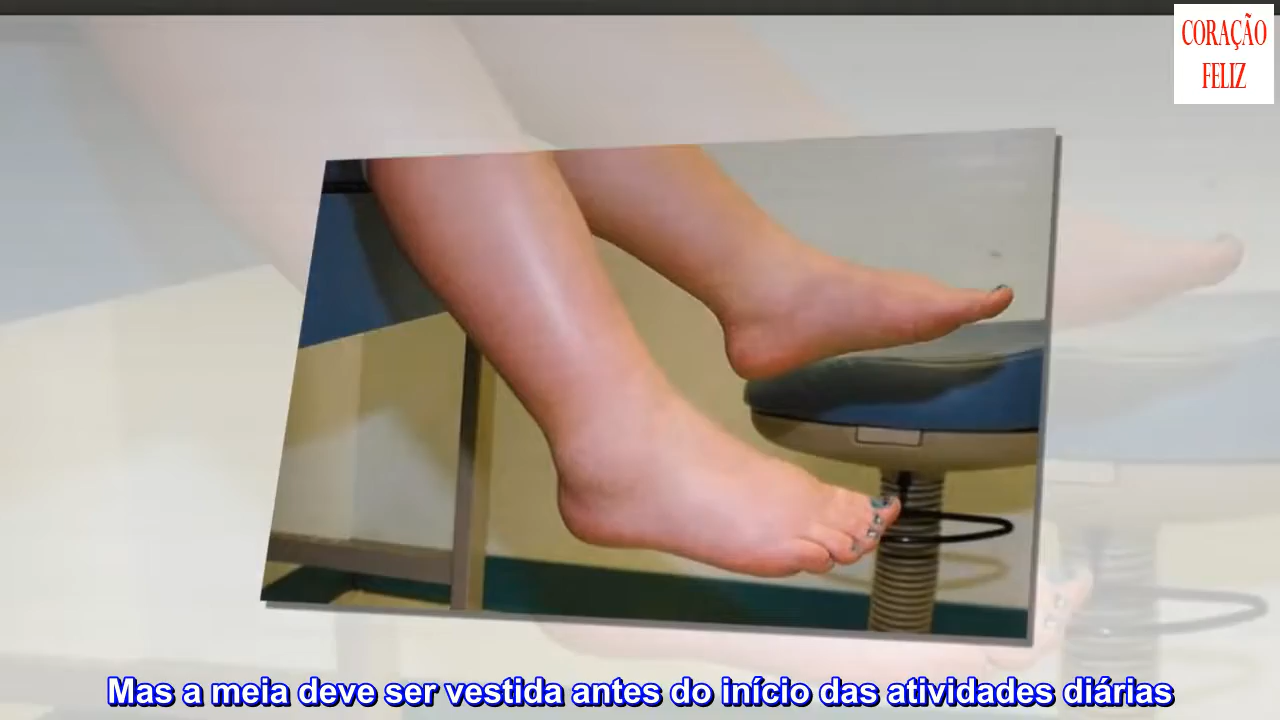 CORAÇÃO
FELIZ
Mas a meia deve ser vestida antes do início das atividades diárias